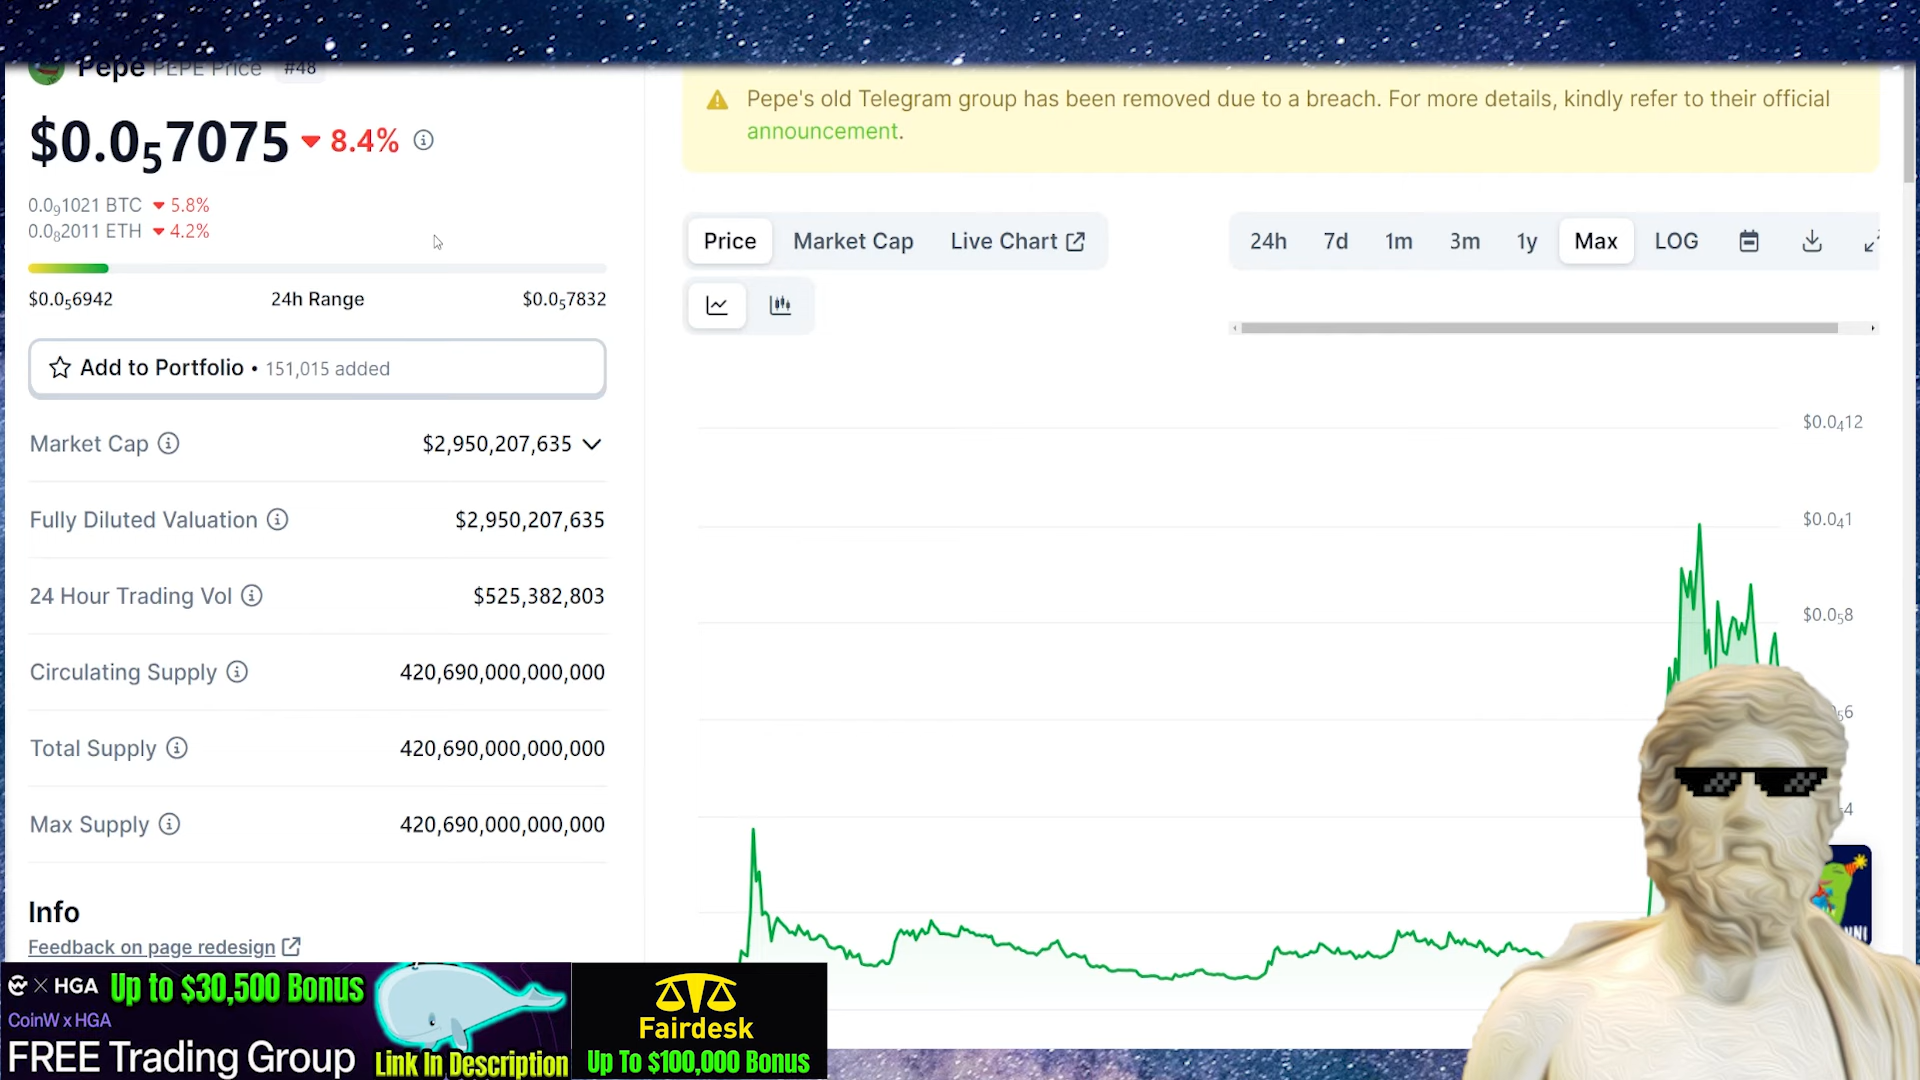 Pepe PEPE Price #48
$0.0₅7075 8.4%
0.0₉1021 BTC 5.8%
0.0₈2011 ETH 4.2%
$0.0₅6942 24h Range $0.0₅7832
Add to Portfolio • 151,015 added
Market Cap $2,950,207,635
Fully Diluted Valuation $2,950,207,635
24 Hour Trading Vol $525,382,803
Circulating Supply 420,690,000,000,000
Total Supply 420,690,000,000,000
Max Supply 420,690,000,000,000
Info
Feedback on page redesign
Pepe's old Telegram group has been removed due to a breach. For more details, kindly refer to their official
announcement.
Price Market Cap Live Chart
24h 7d 1m 3m 1y Max LOG
$0.0₄12
$0.0₄1
$0.0₅8
₅6
4
× HGA Up to $30,500 Bonus
CoinW x HGA
FREE Trading Group
Link In Description
Fairdesk
Up To $100,000 Bonus